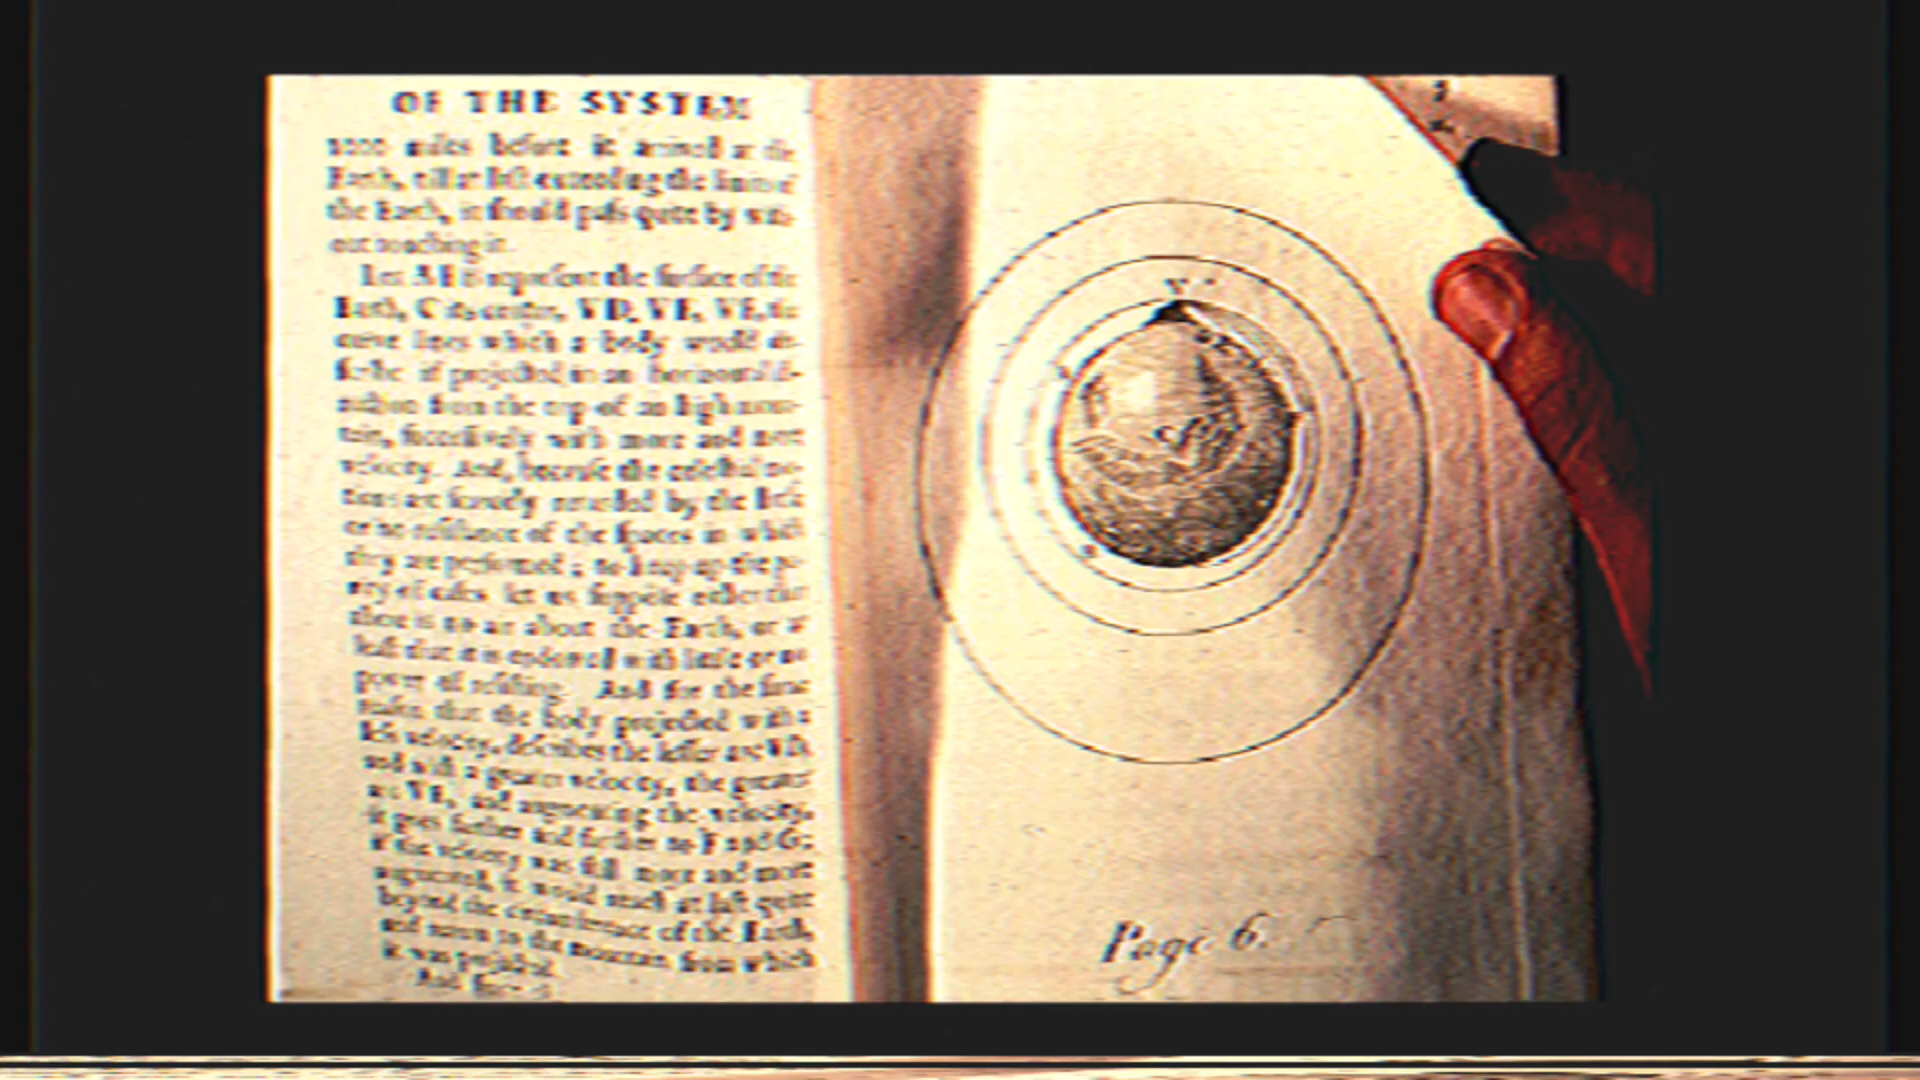 OF THE SYSTEM
1000 miles before it arrived at the
Earth, till at last exceeding the limits of
the Earth, it ſhould paſs quite by with-
out touching it.
Let AFB repreſent the ſurface of the
Earth, C its centre, VD, VE, VF, the
curve lines which a body would de-
ſcribe if projected in an horizontal di-
rection from the top of an high moun-
tain, ſucceſſively with more and more
velocity. And, becauſe the celeſtial mo-
tions are ſcarcely retarded by the little
or no reſiſtance of the ſpaces in which
they are performed; to keep up the pa-
rity of caſes, let us ſuppoſe either that
there is no air about the Earth, or at
leaſt that it is endowed with little or no
power of reſiſting. And for the ſame
reaſon that the body projected with a
leſs velocity, deſcribes the leſſer arc VD,
and with a greater velocity, the greater
arc VE, and augmenting the velocity,
it goes farther and farther to F and G;
if the velocity was ſtill more and more
augmented, it would reach at laſt quite
beyond the circumference of the Earth,
and return to the mountain from which
it was projected.
And
V
Page 6.